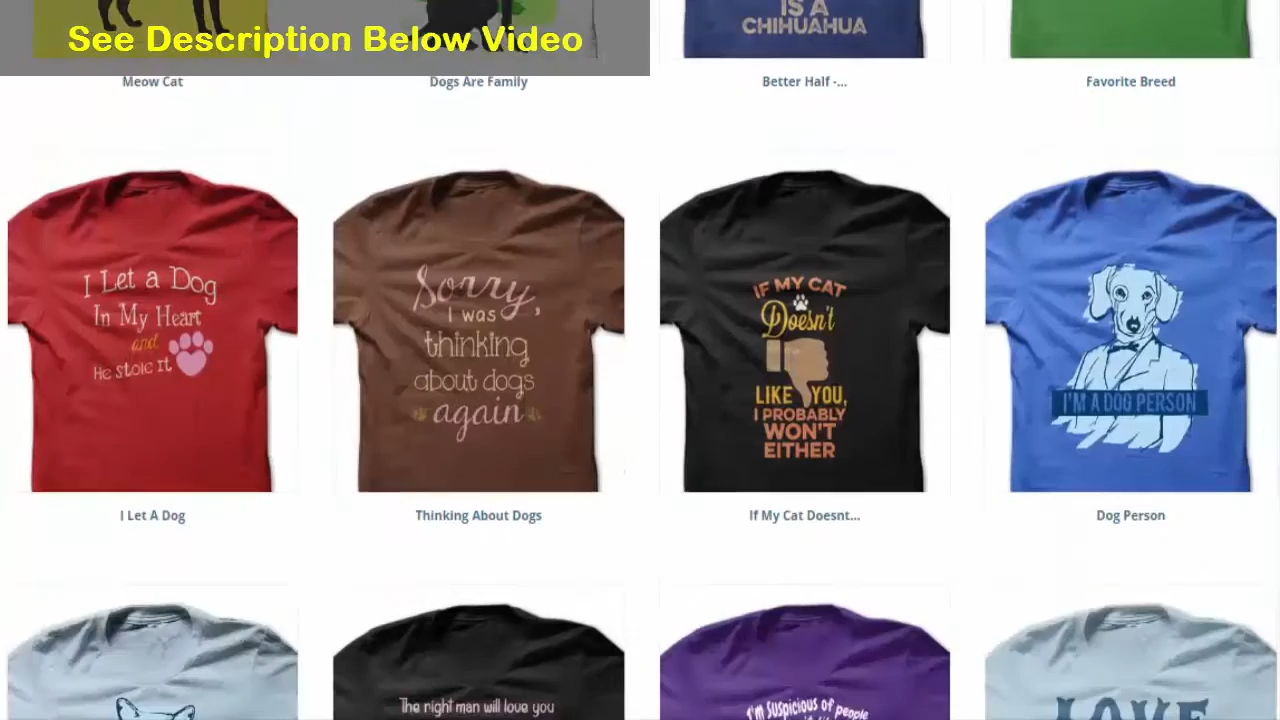 See Description Below Video
IS A
CHIHUAHUA
Meow Cat
Dogs Are Family
Better Half -...
Favorite Breed
I Let a Dog
In My Heart
and
He stole It
Sorry,
I was
thinking
about dogs
again
IF MY CAT
Doesn't
LIKE YOU,
I PROBABLY
WON'T
EITHER
I'M A DOG PERSON
I Let A Dog
Thinking About Dogs
If My Cat Doesnt...
Dog Person
The right man will love you
I'm suspicious of people
LOVE